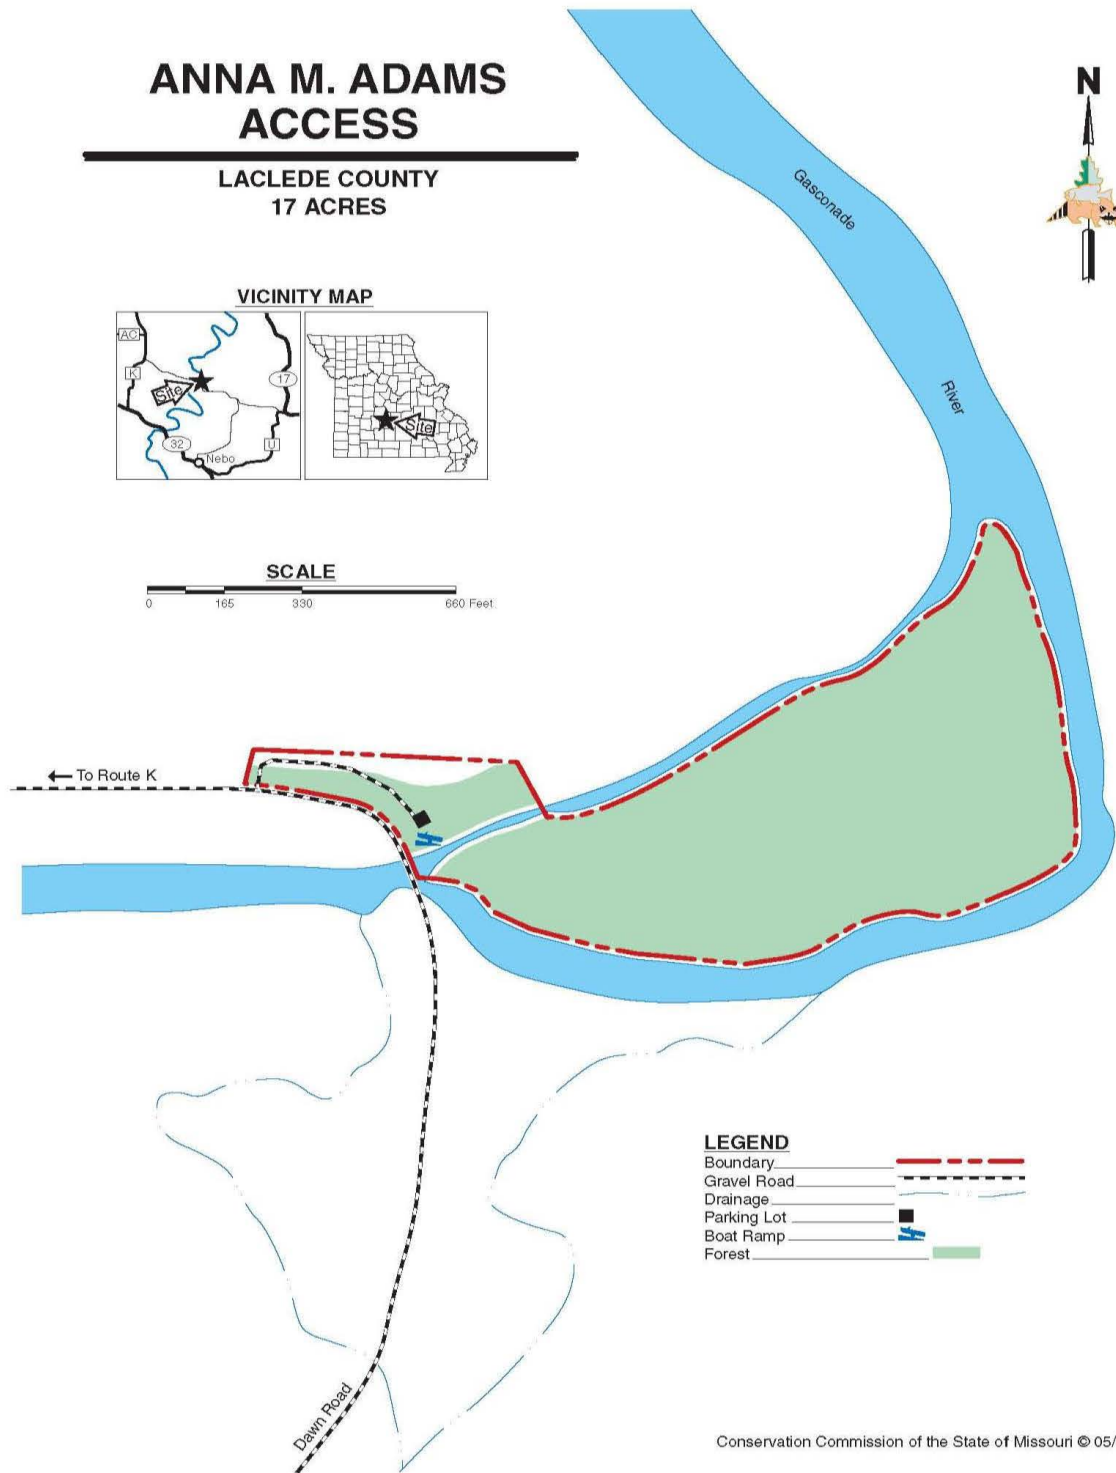 ANNA M. ADAMS
ACCESS
LACLEDE COUNTY
17 ACRES
N
Gasconade
River
VICINITY MAP
AC
K
17
Site
32
Nebo
U
Site
SCALE
0 165 330 660 Feet
← To Route K
LEGEND
Boundary
Gravel Road
Drainage
Parking Lot
Boat Ramp
Forest
Dawn Road
Conservation Commission of the State of Missouri © 05/